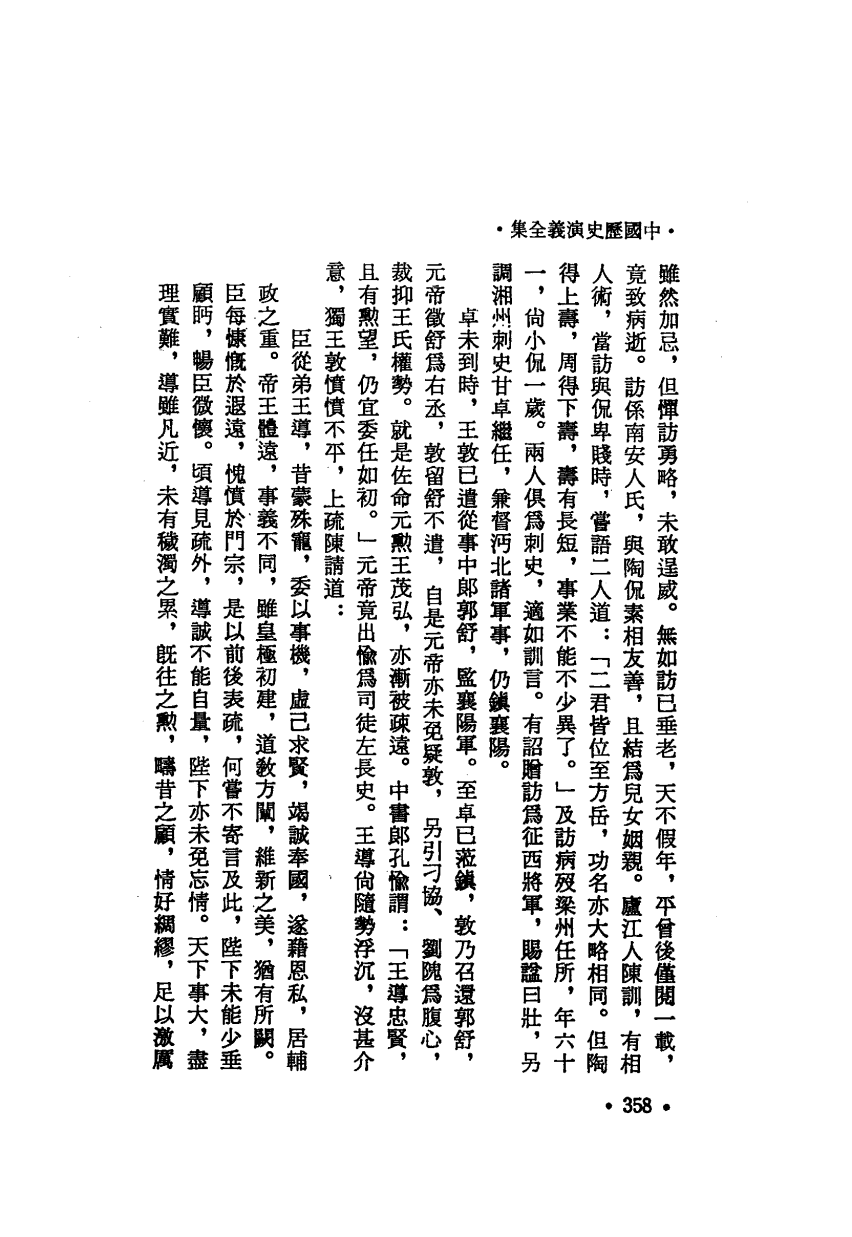 •中國歷史演義全集•
雖然加忌，但憚訪勇略，未敢逞威。無如訪已垂老，天不假年，平曾後僅閱一載，
竟致病逝。訪係南安人氏，與陶侃素相友善，且結爲兒女姻親。廬江人陳訓，有相
人術，當訪與侃卑賤時，嘗語二人道：「二君皆位至方岳，功名亦大略相同。但陶
得上壽，周得下壽，壽有長短，事業不能不少異了。」及訪病歿梁州任所，年六十
一，尙小侃一歲。兩人俱爲刺史，適如訓言。有詔贈訪爲征西將軍，賜諡曰壯，另
調湘州刺史甘卓繼任，兼督沔北諸軍事，仍鎭襄陽。
卓未到時，王敦已遣從事中郎郭舒，監襄陽軍。至卓已蒞鎭，敦乃召還郭舒，
元帝徵舒爲右丞，敦留舒不遣，自是元帝亦未免疑敦，另引刁協、劉隗爲腹心，
裁抑王氏權勢。就是佐命元勳王茂弘，亦漸被疎遠。中書郎孔愉謂：「王導忠賢，
且有勳望，仍宜委任如初。」元帝竟出愉爲司徒左長史。王導尙隨勢浮沉，沒甚介
意，獨王敦憤憤不平，上疏陳請道：
臣從弟王導，昔蒙殊寵，委以事機，虛己求賢，竭誠奉國，遂藉恩私，居輔
政之重。帝王體遠，事義不同，雖皇極初建，道敎方闡，維新之美，猶有所闕。
臣每慷慨於遐遠，愧憤於門宗，是以前後表疏，何嘗不寄言及此，陛下未能少垂
顧眄，暢臣微懷。頃導見疏外，導誠不能自量，陛下亦未免忘情。天下事大，盡
理實難，導雖凡近，未有穢濁之累，旣往之勳，疇昔之顧，情好綢繆，足以激厲
•358•